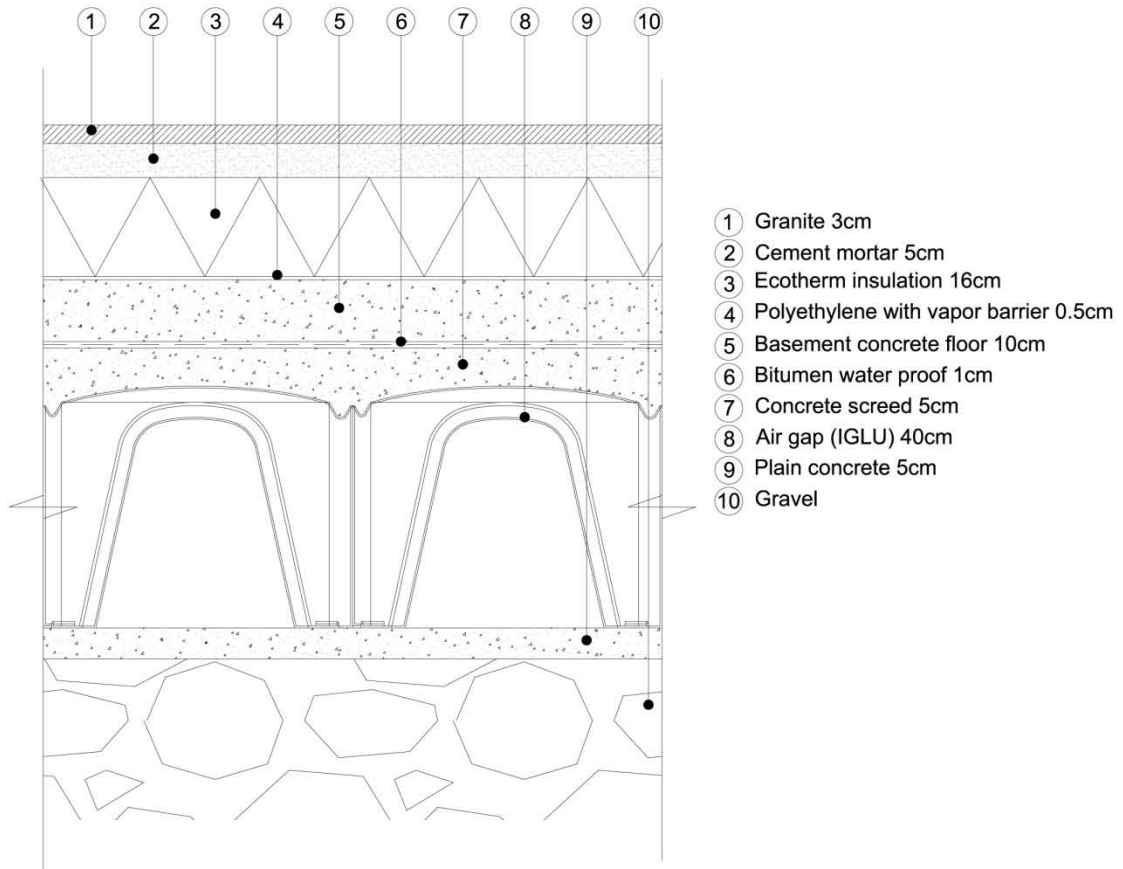 1 2 3 4 5 6 7 8 9 10
1 Granite 3cm
2 Cement mortar 5cm
3 Ecotherm insulation 16cm
4 Polyethylene with vapor barrier 0.5cm
5 Basement concrete floor 10cm
6 Bitumen water proof 1cm
7 Concrete screed 5cm
8 Air gap (IGLU) 40cm
9 Plain concrete 5cm
10 Gravel